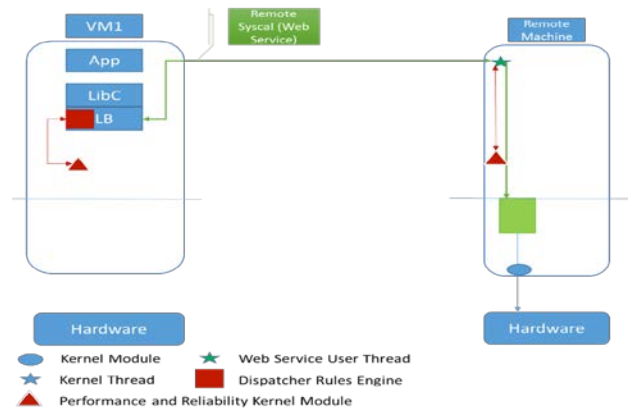 VM1
Remote
Syscal (Web
Service)
Remote
Machine
App
LibC
LB
Hardware
Hardware
Kernel Module
Web Service User Thread
Kernel Thread
Dispatcher Rules Engine
Performance and Reliability Kernel Module